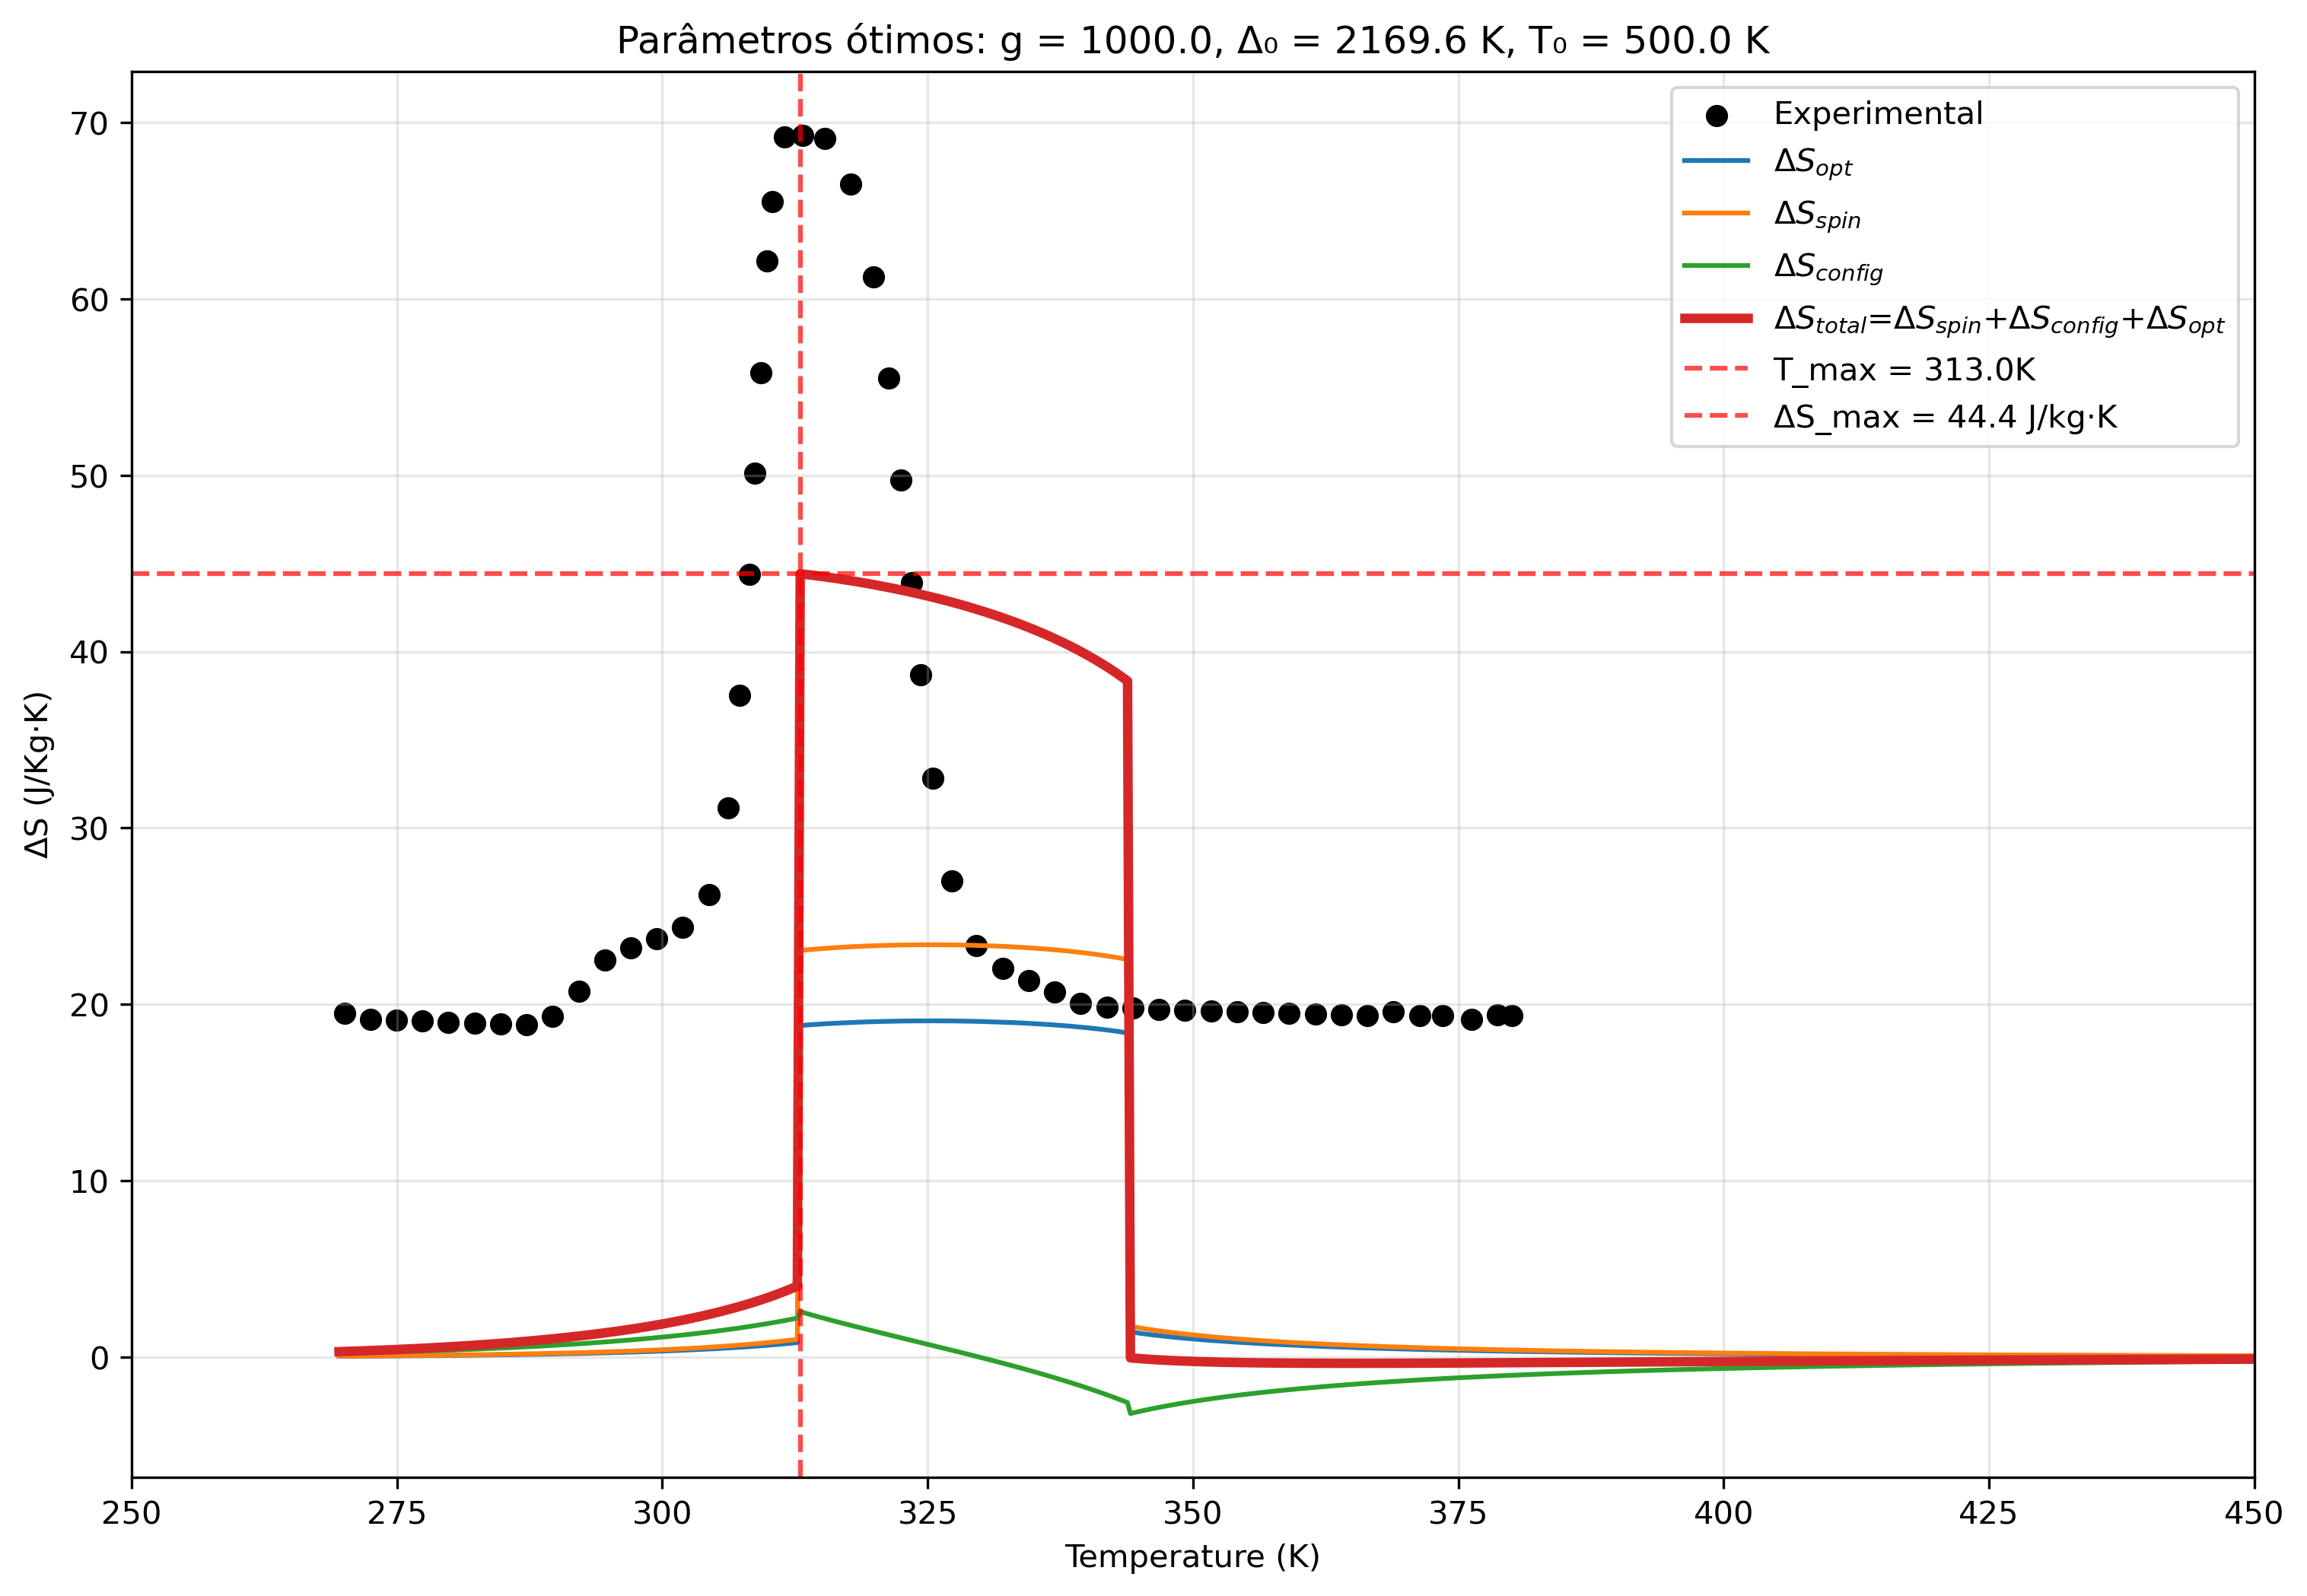 Parâmetros ótimos: g = 1000.0, Δ₀ = 2169.6 K, T₀ = 500.0 K
Experimental
ΔS_opt
ΔS_spin
ΔS_config
ΔS_total=ΔS_spin+ΔS_config+ΔS_opt
T_max = 313.0K
ΔS_max = 44.4 J/kg·K
ΔS (J/Kg·K)
70
60
50
40
30
20
10
0
250 275 300 325 350 375 400 425 450
Temperature (K)